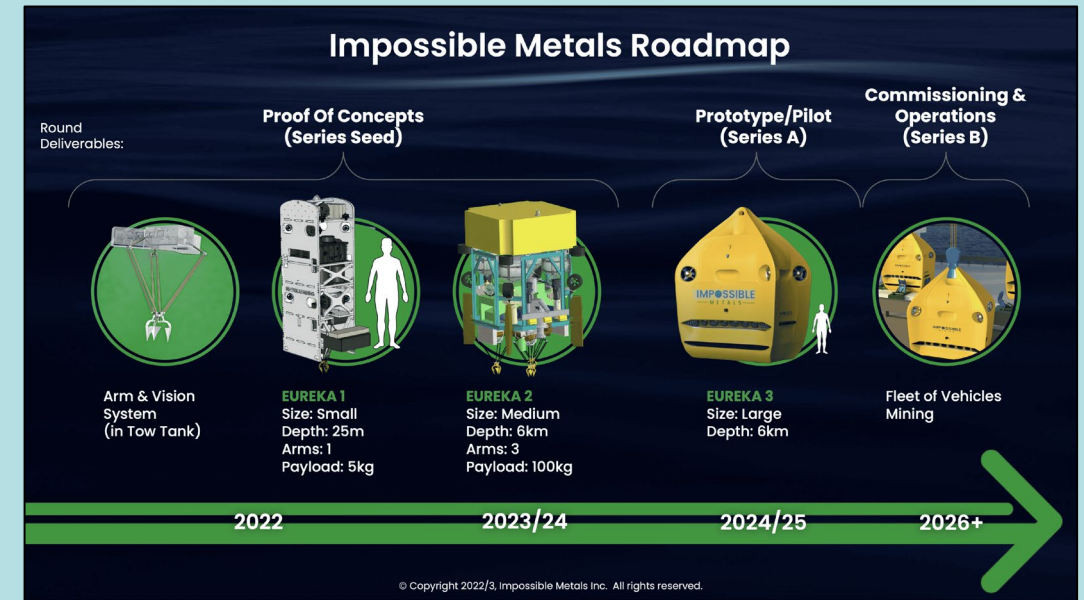 Impossible Metals Roadmap
Round
Deliverables:
Proof Of Concepts
(Series Seed)
Prototype/Pilot
(Series A)
Commissioning &
Operations
(Series B)
IMPOSSIBLE
METALS
IMPOSSIBLE
Arm & Vision
System
(in Tow Tank)
EUREKA 1
Size: Small
Depth: 25m
Arms: 1
Payload: 5kg
EUREKA 2
Size: Medium
Depth: 6km
Arms: 3
Payload: 100kg
EUREKA 3
Size: Large
Depth: 6km
Fleet of Vehicles
Mining
2022
2023/24
2024/25
2026+
© Copyright 2022/3, Impossible Metals Inc. All rights reserved.